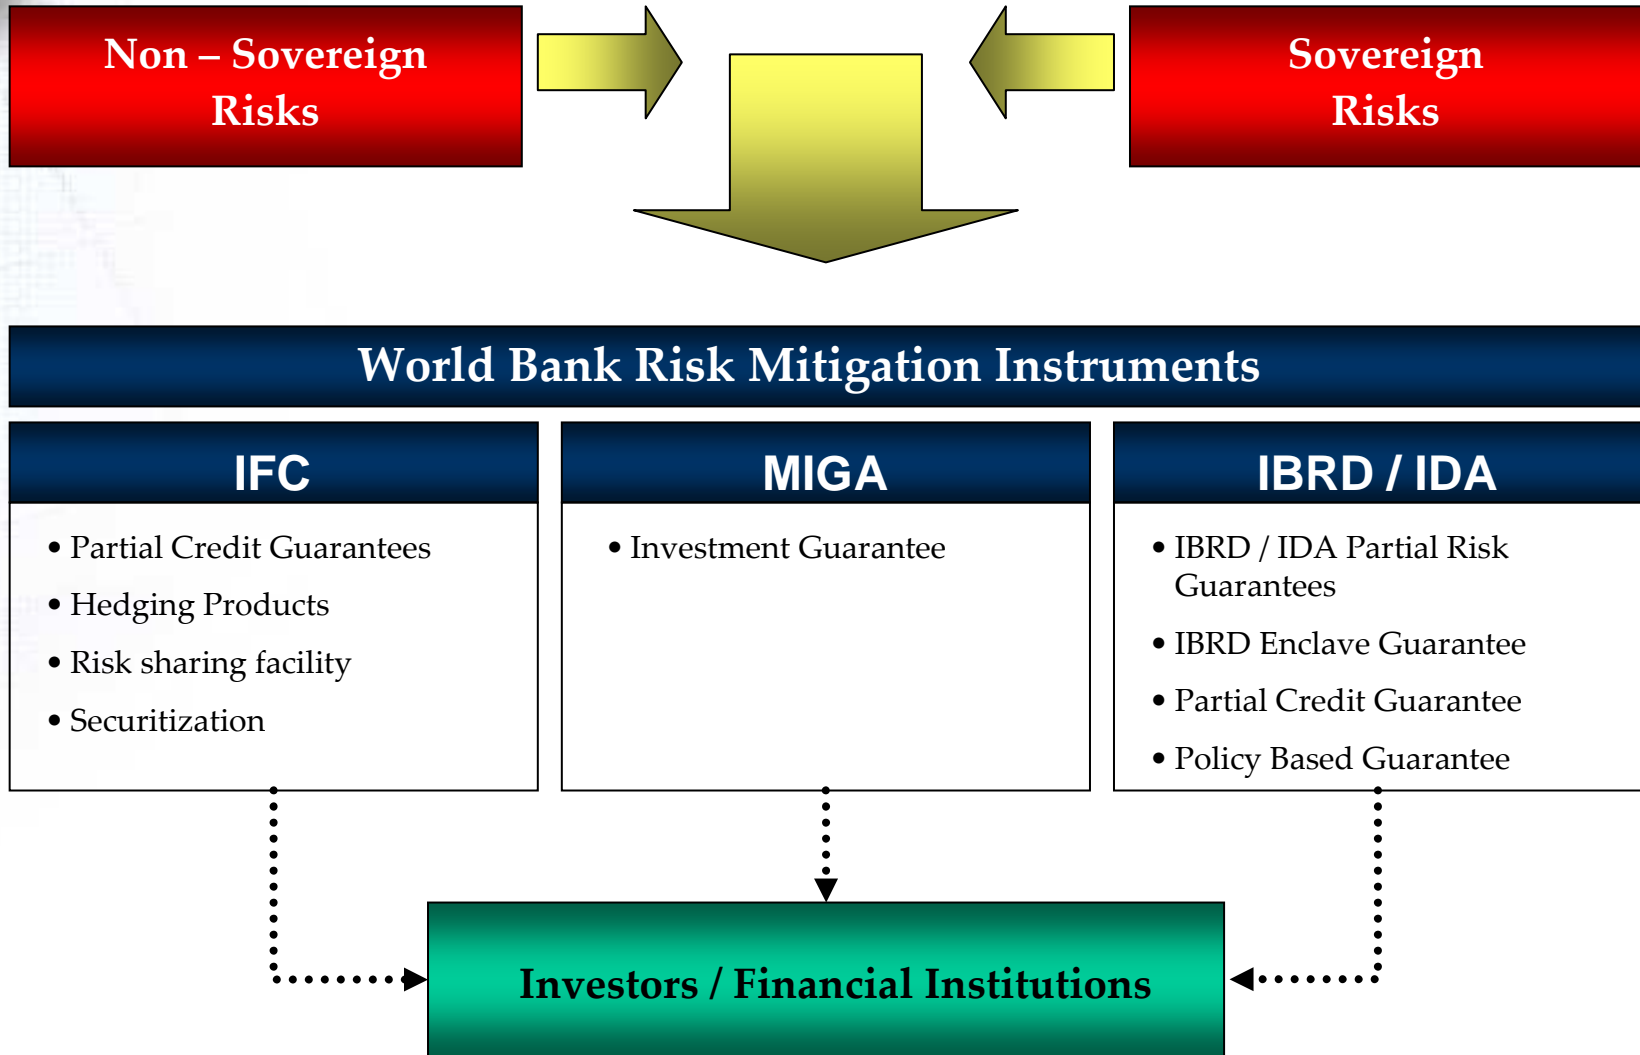 Non – Sovereign
Risks
Sovereign
Risks
World Bank Risk Mitigation Instruments
IFC
• Partial Credit Guarantees
• Hedging Products
• Risk sharing facility
• Securitization
MIGA
• Investment Guarantee
IBRD / IDA
• IBRD / IDA Partial Risk
Guarantees
• IBRD Enclave Guarantee
• Partial Credit Guarantee
• Policy Based Guarantee
Investors / Financial Institutions